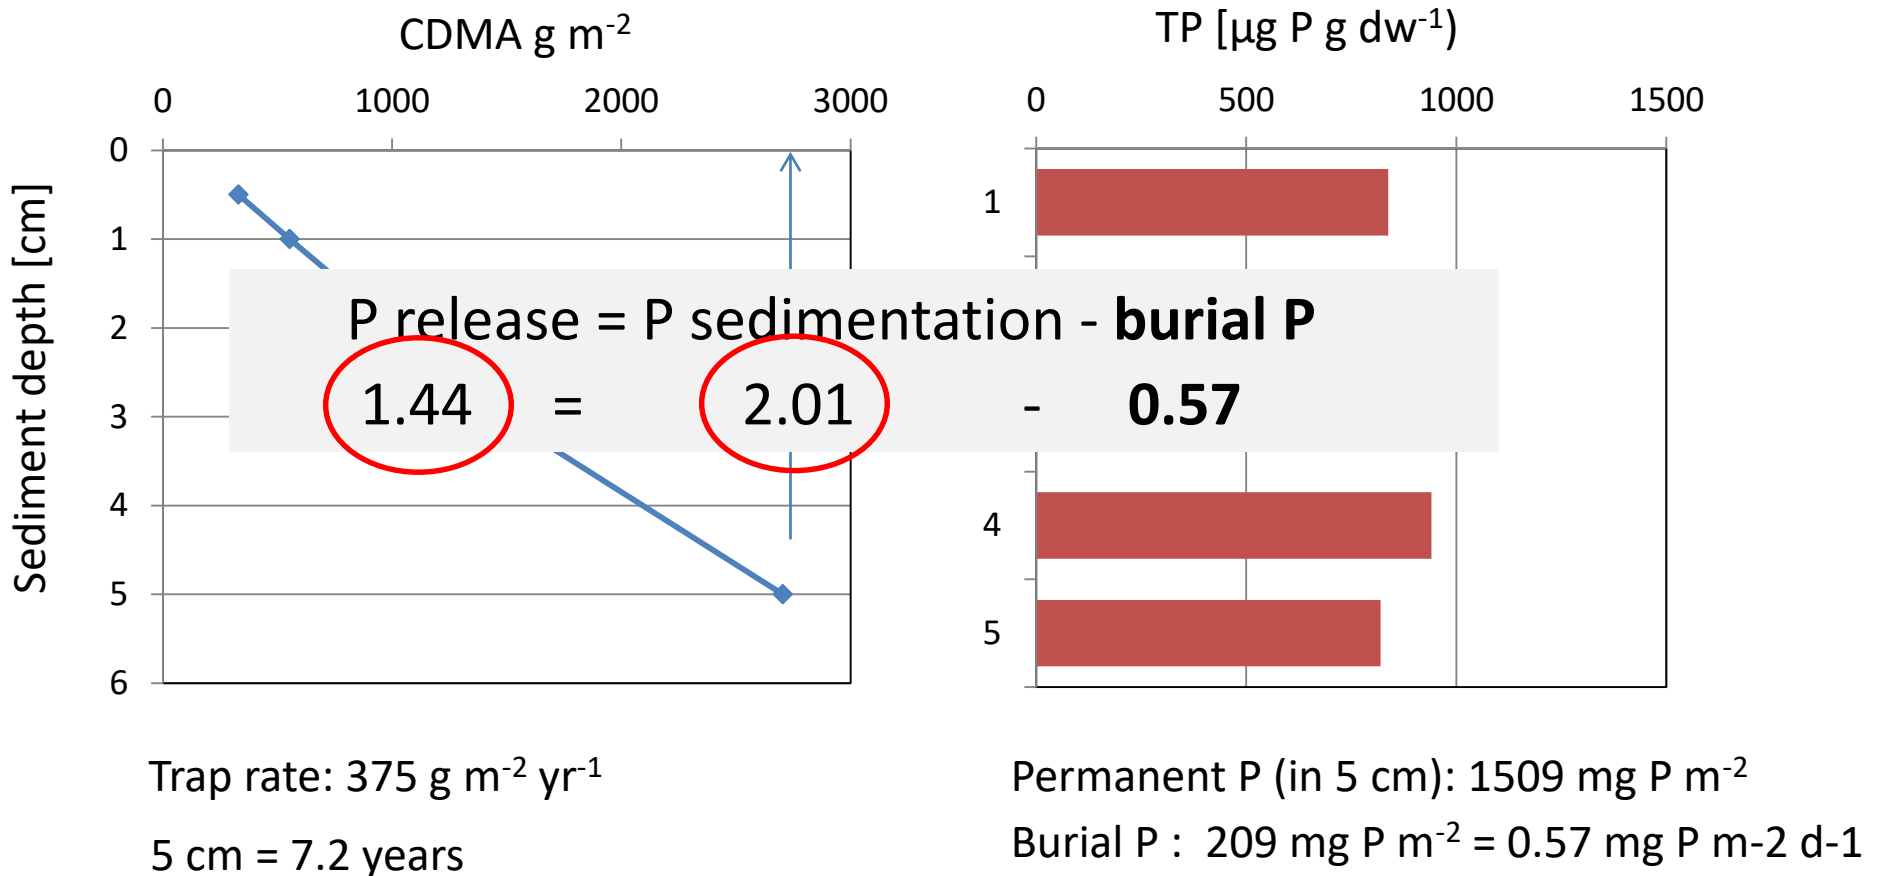 CDMA g m-2
0 1000 2000 3000
Sediment depth [cm]
0
1
2
3
4
5
6
TP [µg P g dw-1)
0 500 1000 1500
1
4
5
P release = P sedimentation - burial P
1.44 = 2.01 - 0.57
Trap rate: 375 g m-2 yr-1
5 cm = 7.2 years
Permanent P (in 5 cm): 1509 mg P m-2
Burial P : 209 mg P m-2 = 0.57 mg P m-2 d-1